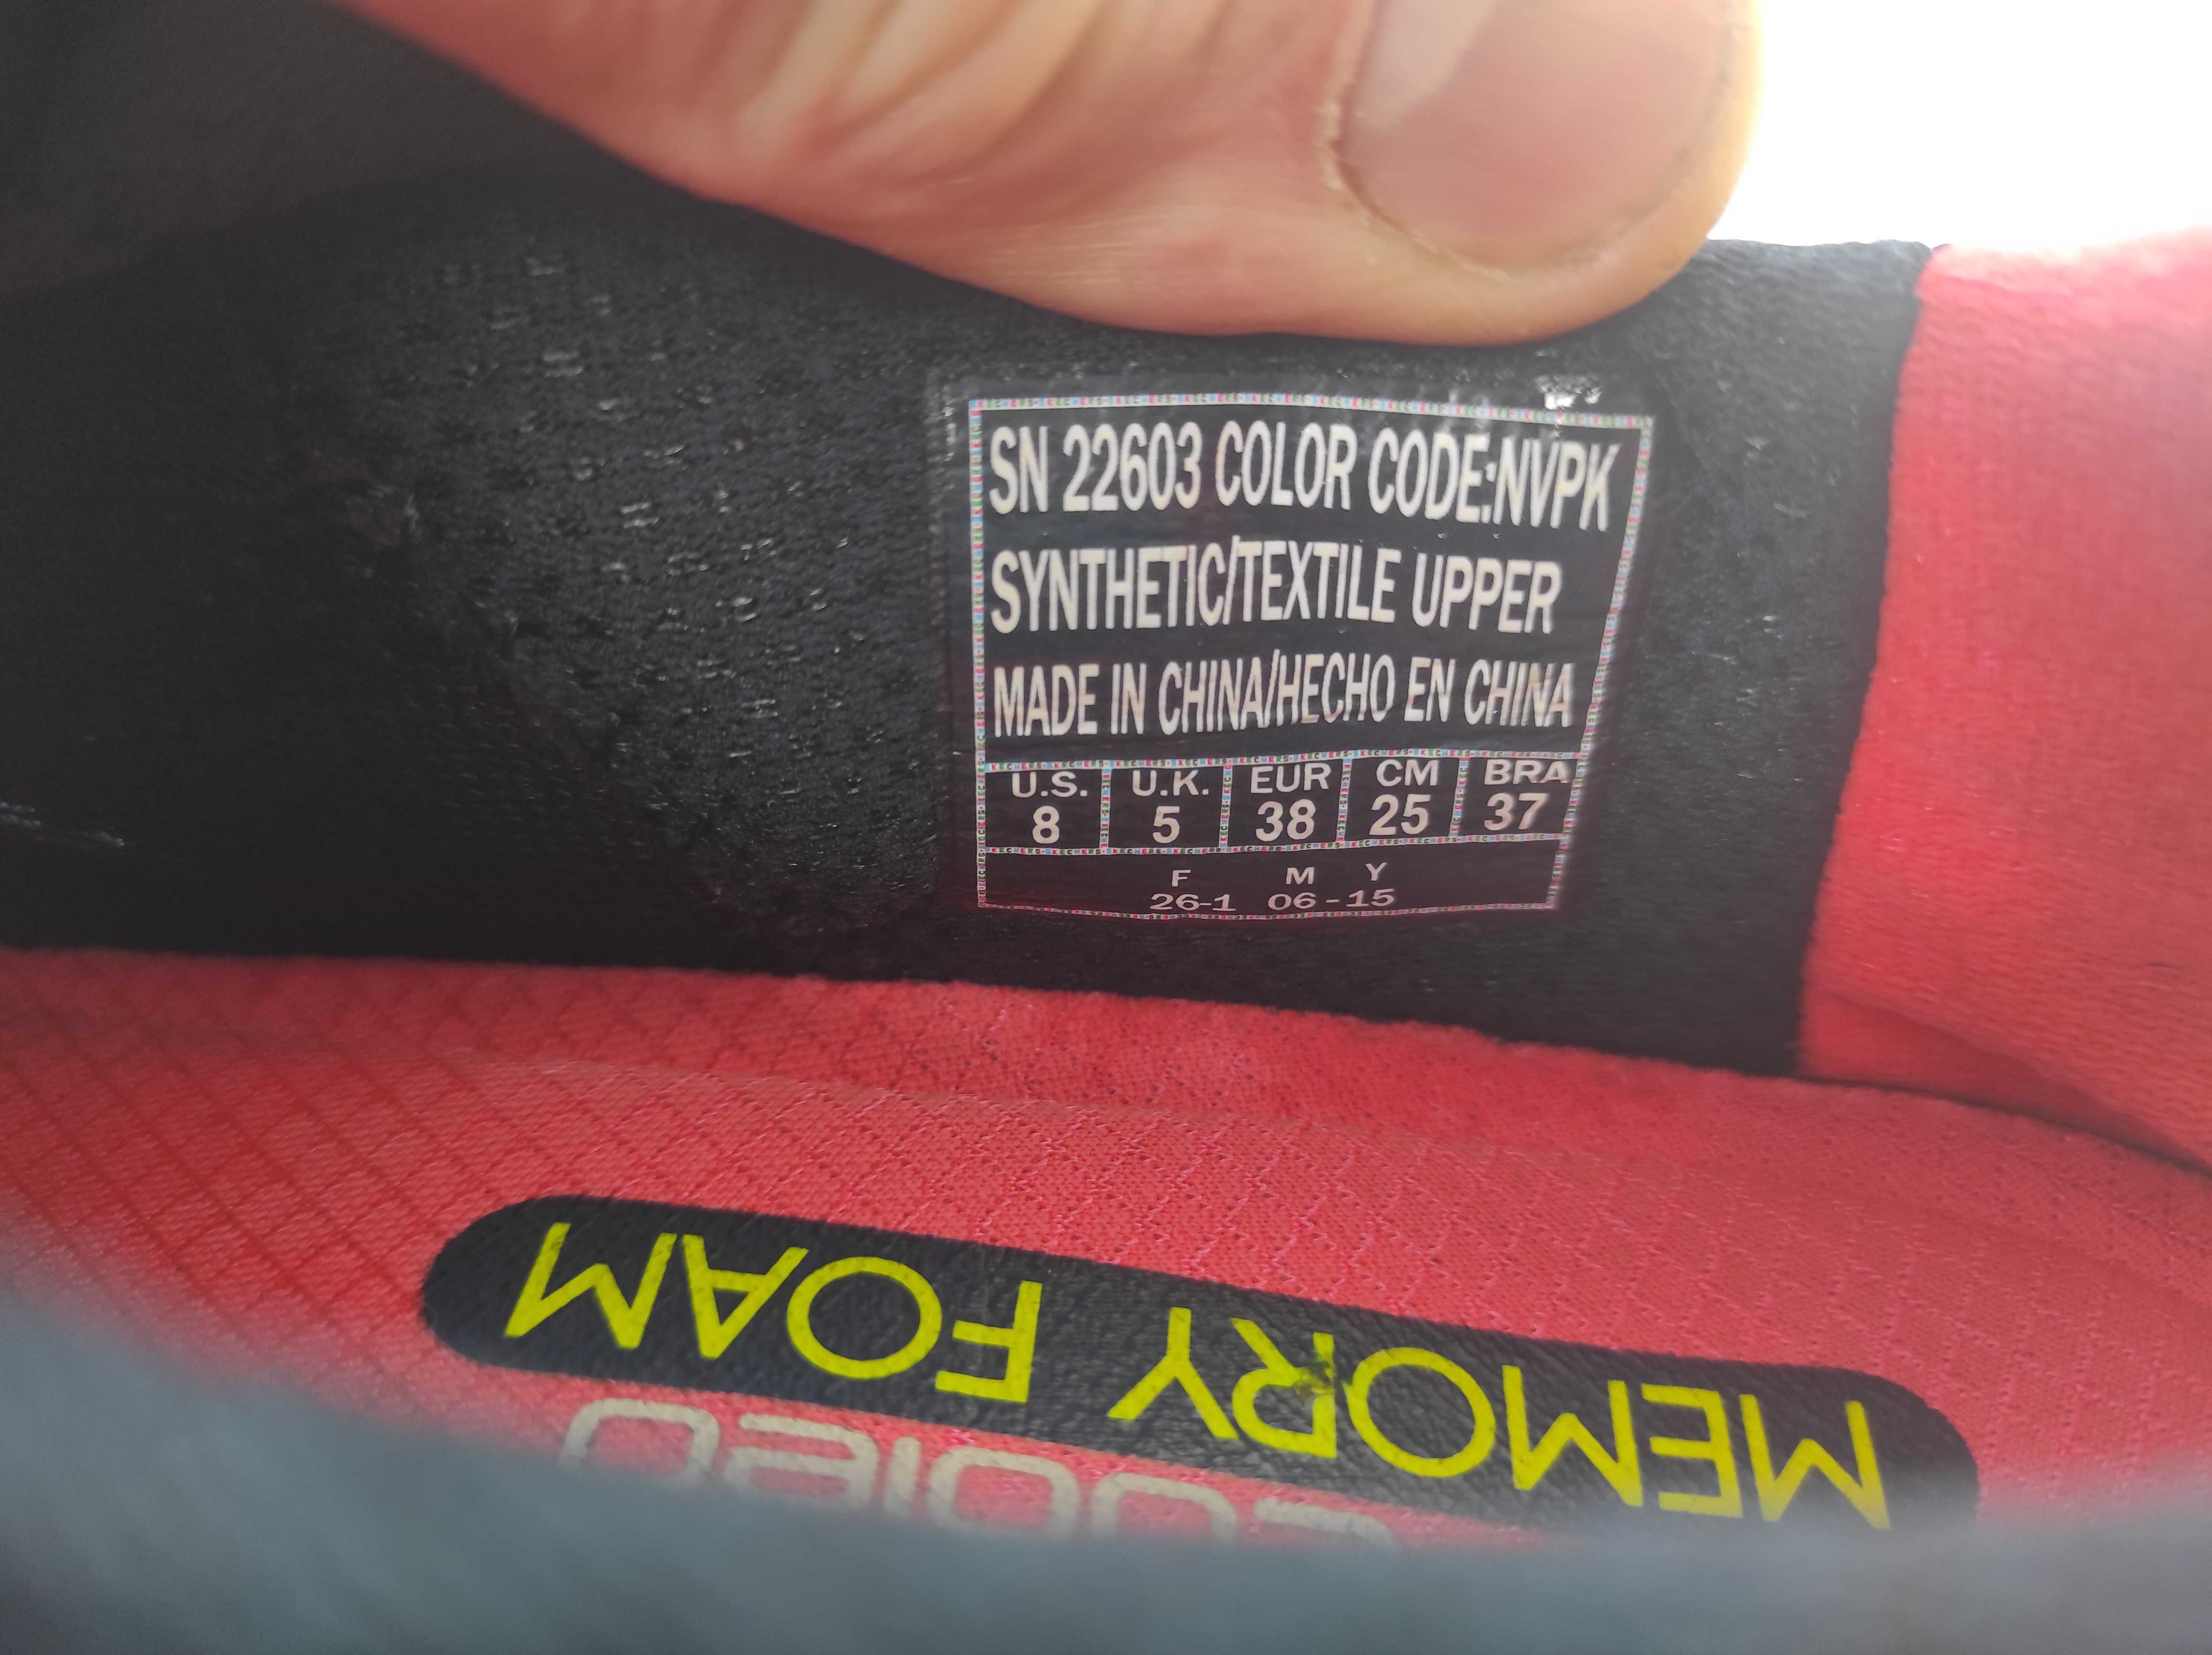 SN 22603 COLOR CODE:NVPK
SYNTHETIC/TEXTILE UPPER
MADE IN CHINA/HECHO EN CHINA
U.S. U.K. EUR CM BRA
8 5 38 25 37
F M Y
26-1 06-15
MEMORY FOAM